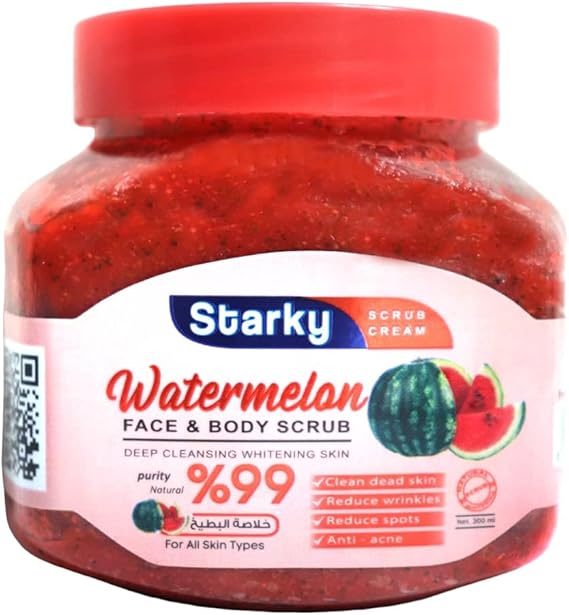 Starky
SCRUB
CREAM
Watermelon
FACE & BODY SCRUB
DEEP CLEANSING WHITENING SKIN
purity
Natural
%99
خلاصة البطيخ
For All Skin Types
Clean dead skin
Reduce wrinkles
Reduce spots
Anti - acne
NATURAL
Net. 300 ml